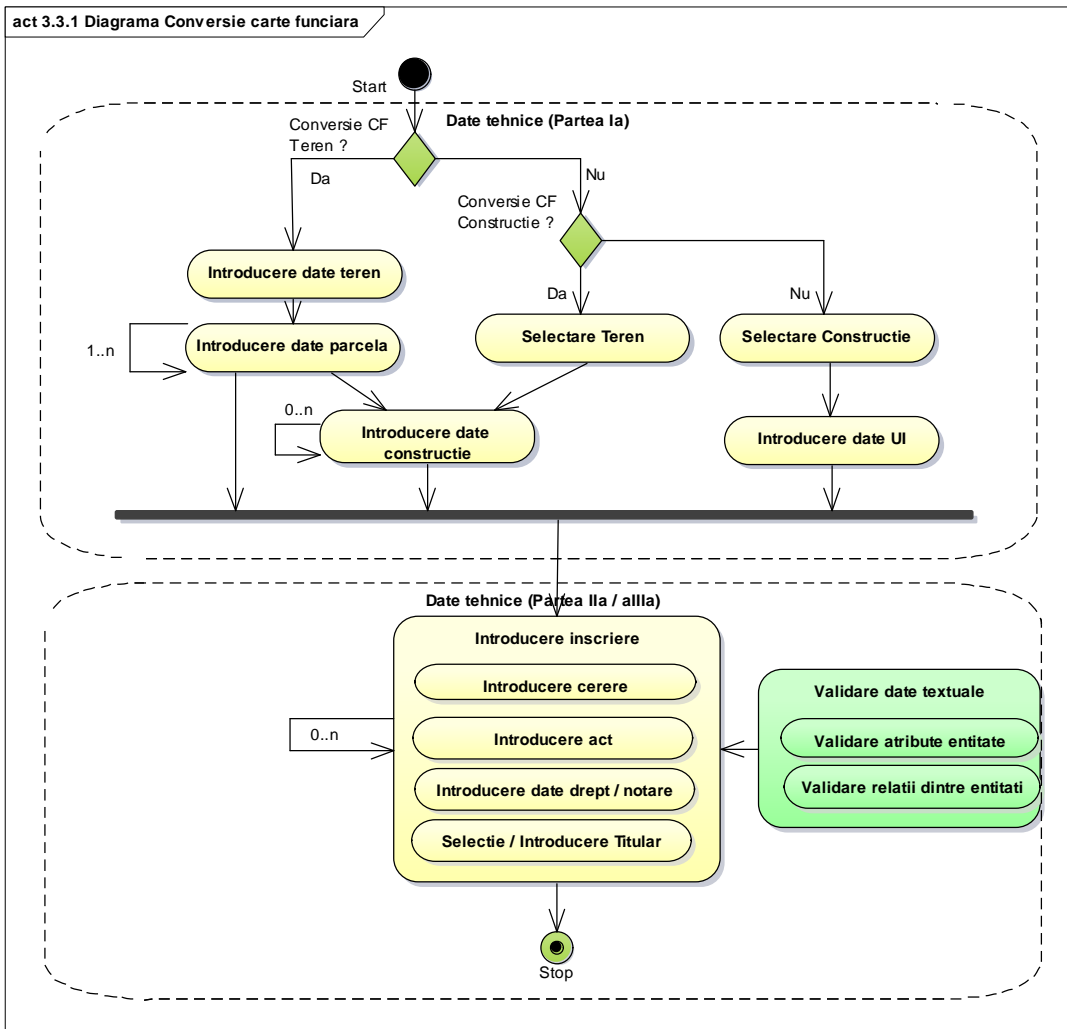 act 3.3.1 Diagrama Conversie carte funciara
Start
Date tehnice (Partea Ia)
Conversie CF
Teren ?
Da
Nu
Conversie CF
Constructie ?
Introducere date teren
Da
Nu
Introducere date parcela
1..n
Selectare Teren
Selectare Constructie
0..n
Introducere date
constructie
Introducere date UI
Date tehnice (Partea IIa / aIIIa)
Introducere inscriere
Introducere cerere
Validare date textuale
0..n
Introducere act
Validare atribute entitate
Introducere date drept / notare
Validare relatii dintre entitati
Selectie / Introducere Titular
Stop